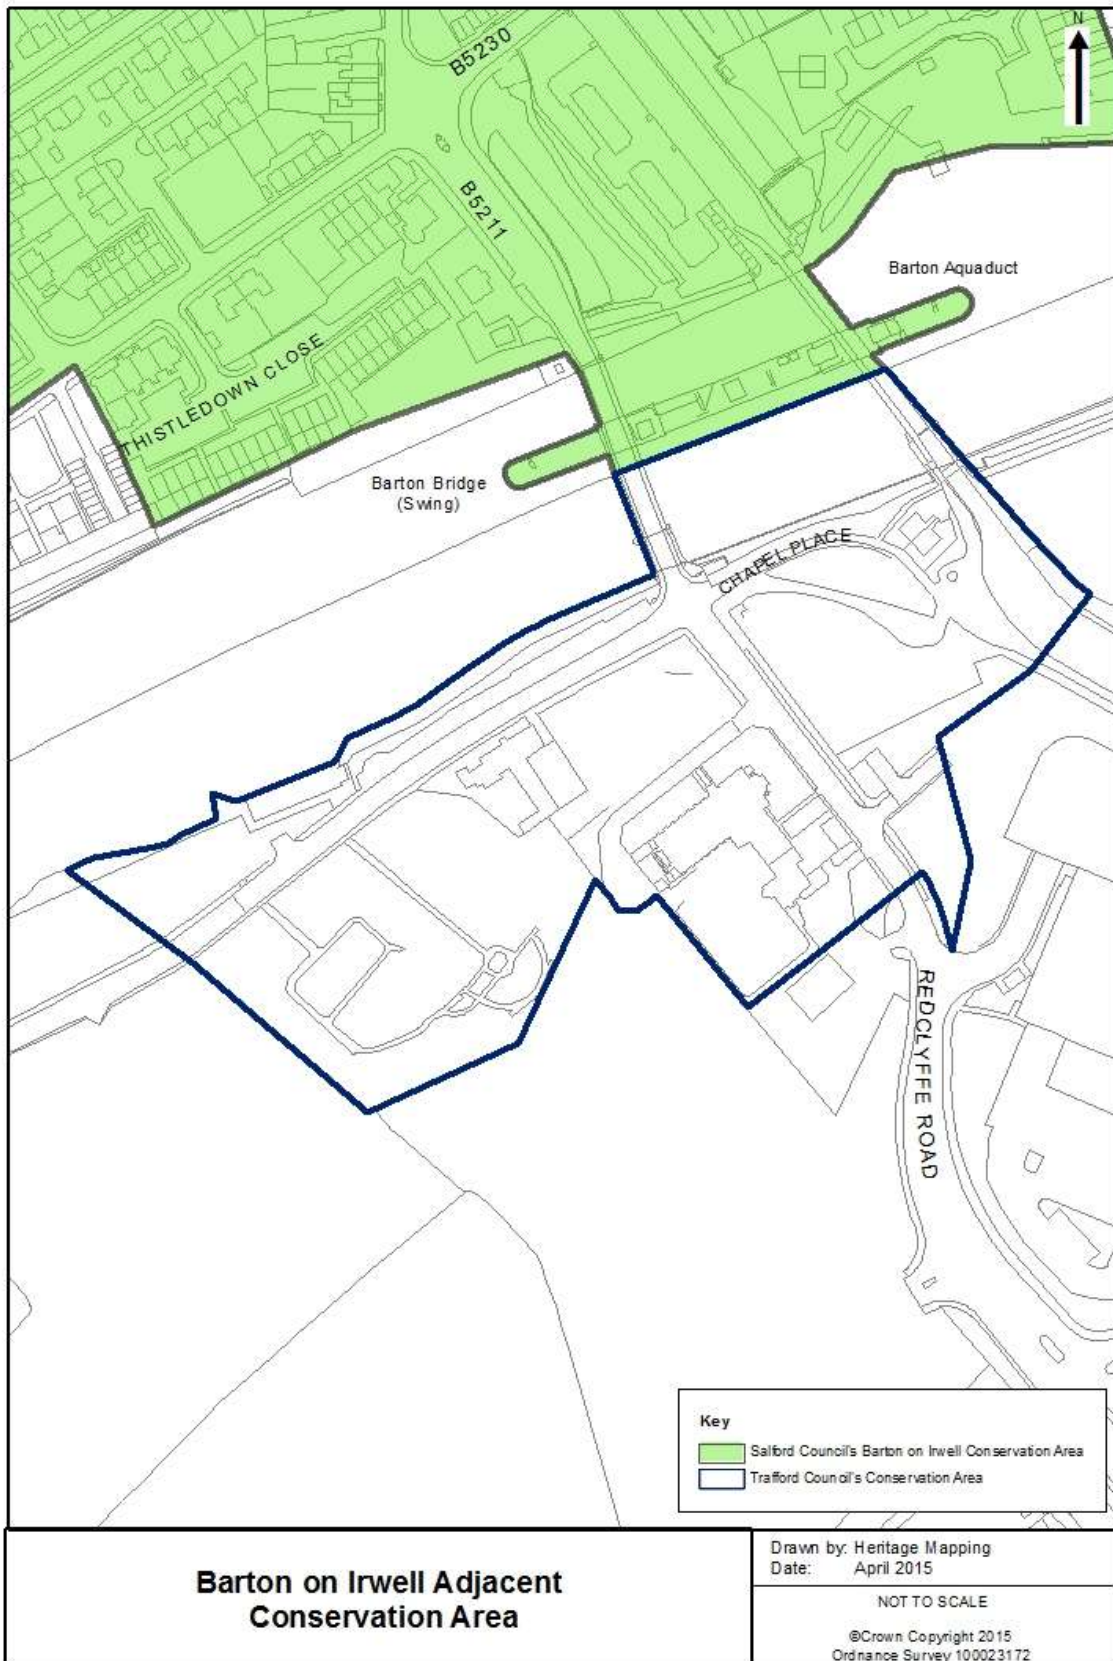 N
B5230
B5211
Barton Aquaduct
THISTLEDOWN CLOSE
Barton Bridge
(Swing)
CHAPEL PLACE
REDCLYFFE ROAD
Key
Salford Council's Barton on Irwell Conservation Area
Trafford Council's Conservation Area
Barton on Irwell Adjacent
Conservation Area
Drawn by: Heritage Mapping
Date: April 2015
NOT TO SCALE
©Crown Copyright 2015
Ordnance Survey 100023172